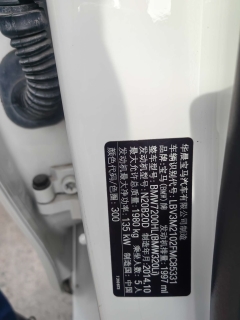 华晨宝马汽车有限公司制造
车辆识别代号: LBV3M2102FMC85331
品牌: 宝马(BMW)牌 发动机排量: 1997 ml
整车型号: BMW7200HL(BMW320Li)
发动机型号: N20B20D 制造年月: 2014.10
最大允许总质量: 1980 kg 乘坐人数: 5人
发动机最大净功率: 135 kW 制造国: 中国
颜色代码/色圈: 300